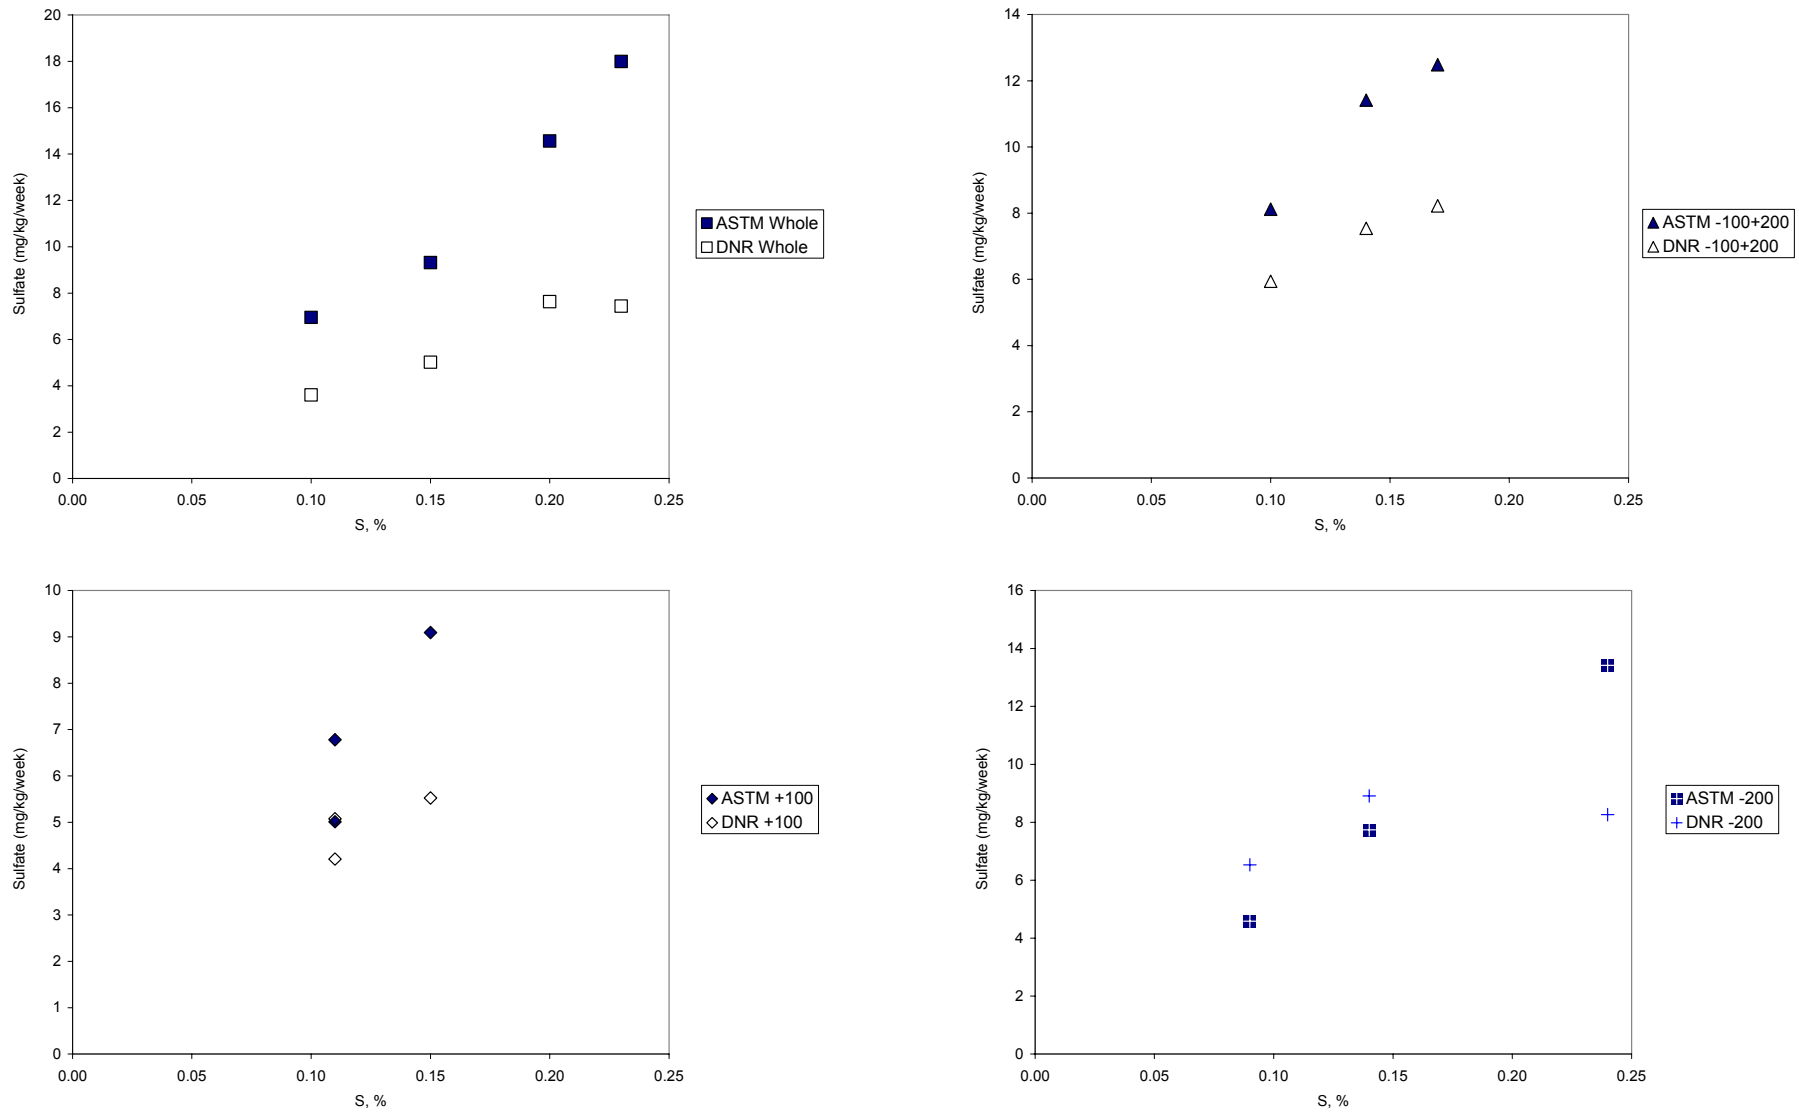 20
18
16
14
12
10
8
6
4
2
0
0.00 0.05 0.10 0.15 0.20 0.25
S, %
Sulfate (mg/kg/week)
ASTM Whole
DNR Whole
14
12
10
8
6
4
2
0
0.00 0.05 0.10 0.15 0.20 0.25
S, %
Sulfate (mg/kg/week)
ASTM -100+200
DNR -100+200
10
9
8
7
6
5
4
3
2
1
0
0.00 0.05 0.10 0.15 0.20 0.25
S, %
Sulfate (mg/kg/week)
ASTM +100
DNR +100
16
14
12
10
8
6
4
2
0
0.00 0.05 0.10 0.15 0.20 0.25
S, %
Sulfate (mg/kg/week)
ASTM -200
DNR -200